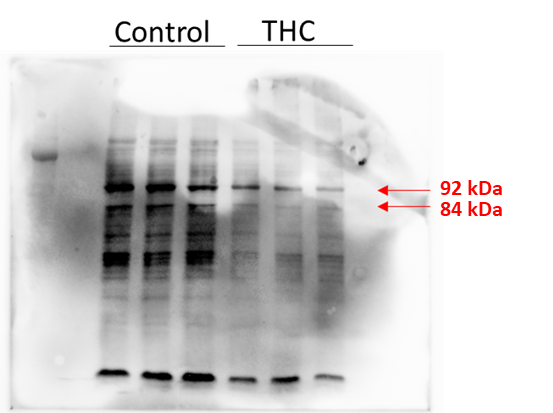 Control THC
92 kDa
84 kDa